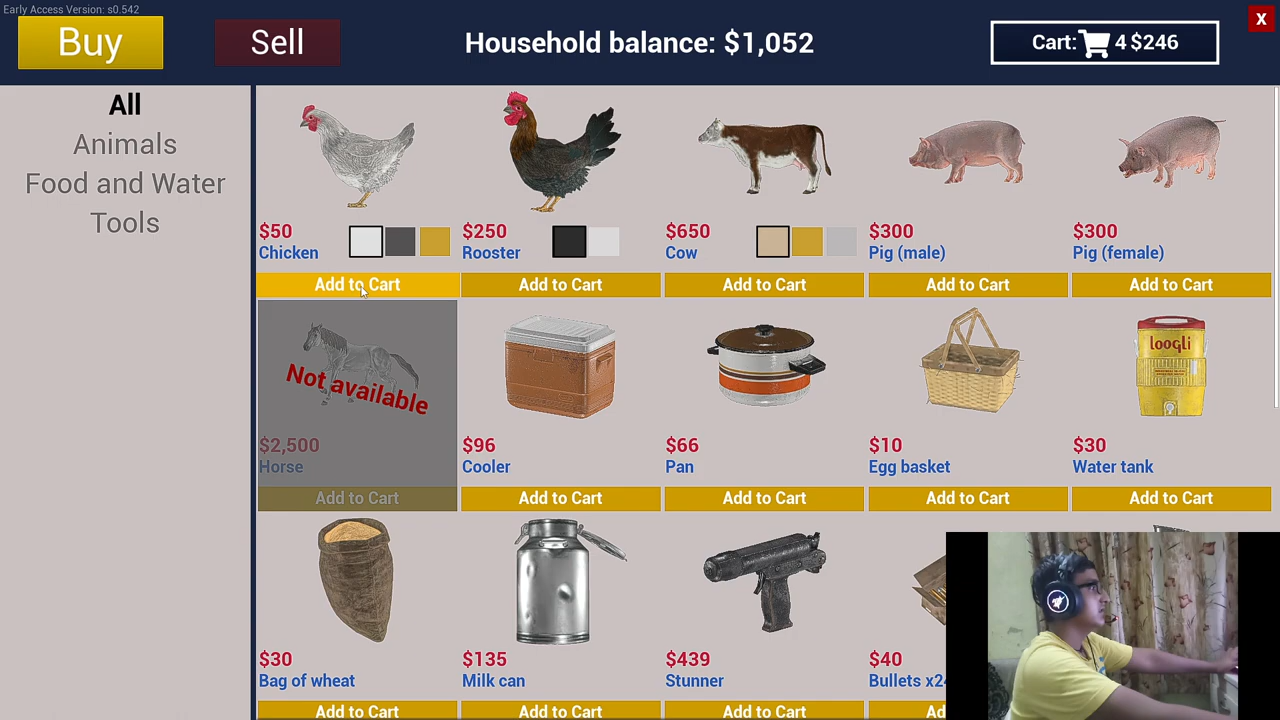 Early Access Version: s0.542
Buy
Sell
Household balance: $1,052
Cart: 4 $246
X
All
Animals
Food and Water
Tools
$50
Chicken
Add to Cart
$250
Rooster
Add to Cart
$650
Cow
Add to Cart
$300
Pig (male)
Add to Cart
$300
Pig (female)
Add to Cart
Not available
$2,500
Horse
Add to Cart
$96
Cooler
Add to Cart
$66
Pan
Add to Cart
$10
Egg basket
Add to Cart
loogli
$30
Water tank
Add to Cart
$30
Bag of wheat
Add to Cart
$135
Milk can
Add to Cart
$439
Stunner
Add to Cart
$40
Bullets x2
Ad